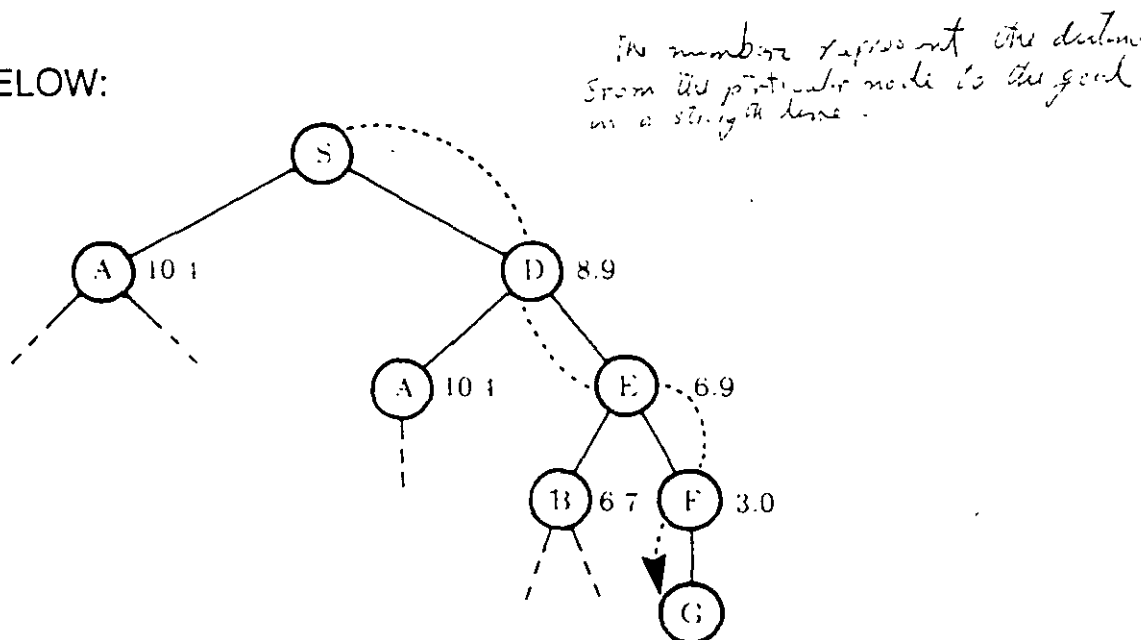 The numbers represent the distance
from the particular node to the goal
in a straight line.
ELOW:
S
A 10.4
D 8.9
A 10.4
E 6.9
B 6.7
F 3.0
G